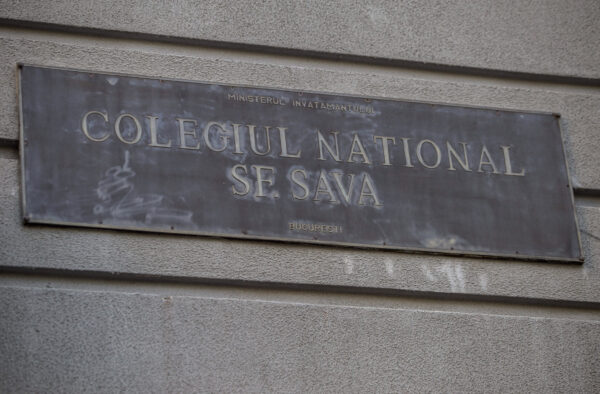 MINISTERUL INVATAMANTULUI
COLEGIUL NATIONAL
SF. SAVA
BUCURESTI